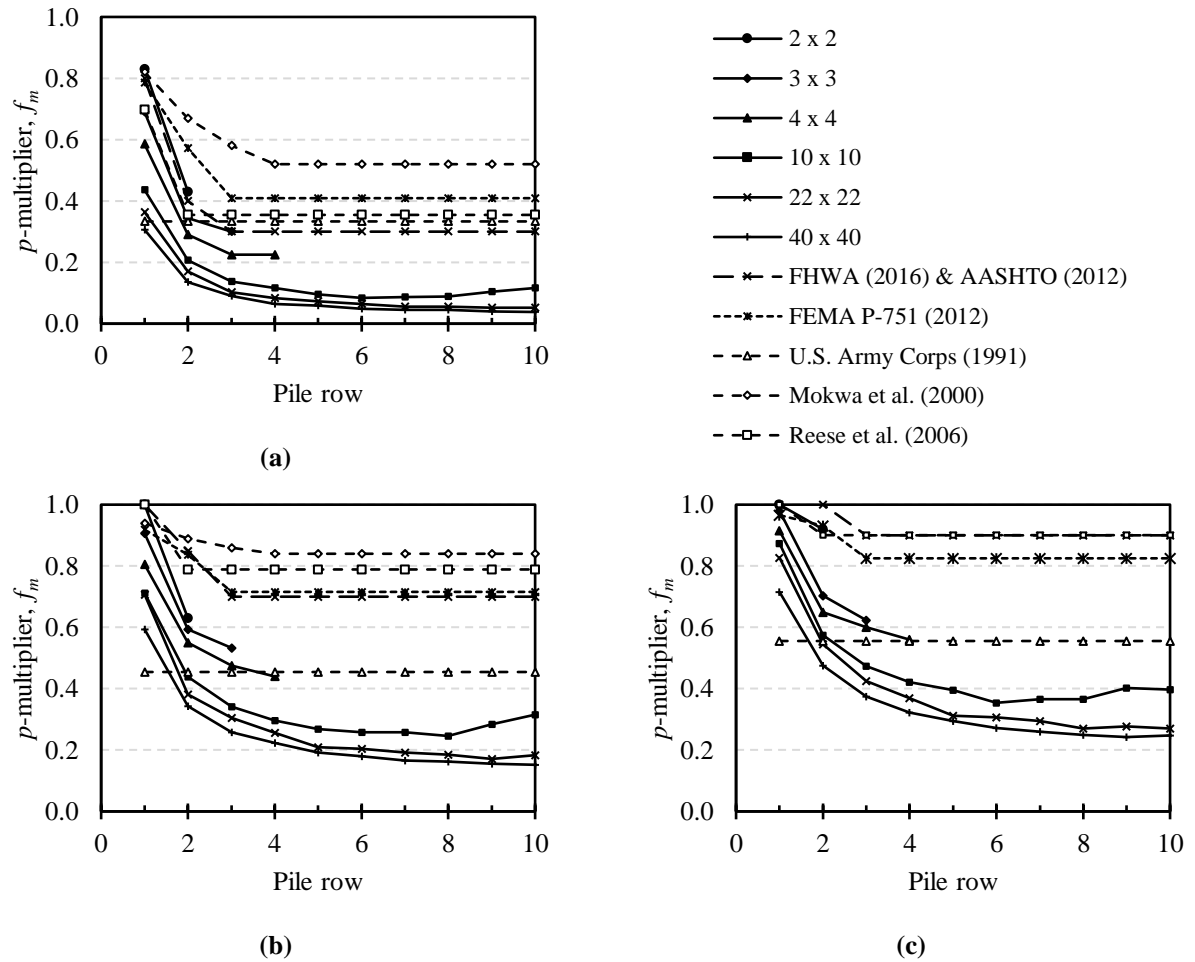 1.0
0.8
0.6
0.4
0.2
0.0
p-multiplier, fm
0 2 4 6 8 10
Pile row
(a)
2 x 2
3 x 3
4 x 4
10 x 10
22 x 22
40 x 40
FHWA (2016) & AASHTO (2012)
FEMA P-751 (2012)
U.S. Army Corps (1991)
Mokwa et al. (2000)
Reese et al. (2006)
1.0
0.8
0.6
0.4
0.2
0.0
p-multiplier, fm
0 2 4 6 8 10
Pile row
(b)
1.0
0.8
0.6
0.4
0.2
0.0
p-multiplier, fm
0 2 4 6 8 10
Pile row
(c)